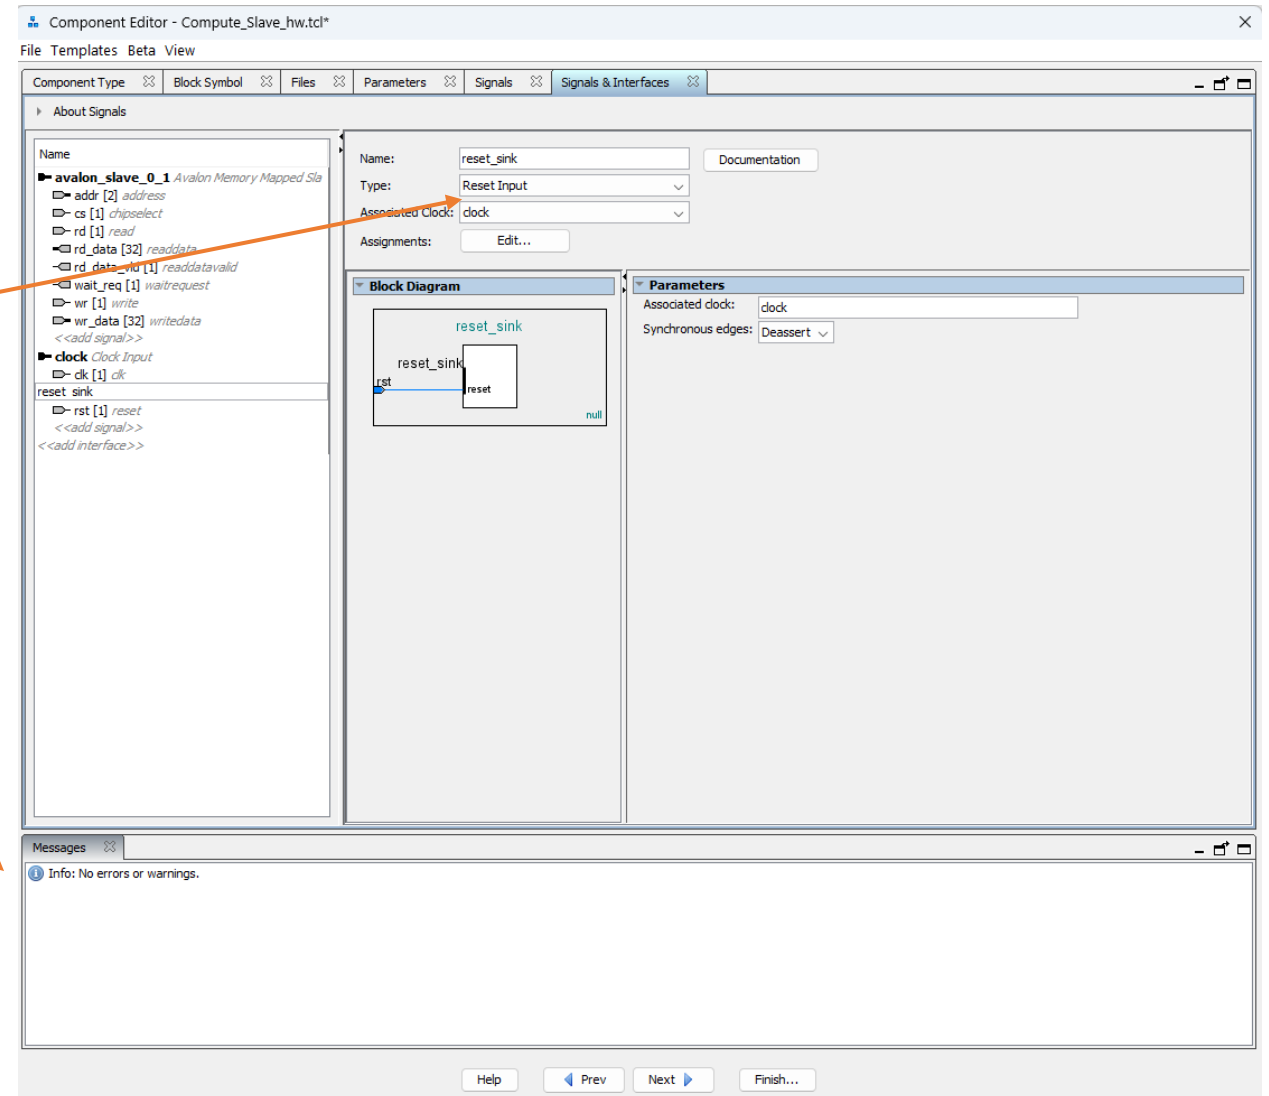 Component Editor - Compute_Slave_hw.tcl*
File Templates Beta View
Component Type Block Symbol Files Parameters Signals Signals & Interfaces
About Signals
Name
avalon_slave_0_1 Avalon Memory Mapped Sla
addr [2] address
cs [1] chipselect
rd [1] read
rd_data [32] readdata
rd_data_vld [1] readdatavalid
wait_req [1] waitrequest
wr [1] write
wr_data [32] writedata
<<add signal>>
clock Clock Input
clk [1] clk
reset_sink
rst [1] reset
<<add signal>>
<<add interface>>
Name: reset_sink Documentation
Type: Reset Input
Associated Clock: clock
Assignments: Edit...
Block Diagram
reset_sink
reset_sink
rst
reset
null
Parameters
Associated clock: clock
Synchronous edges: Deassert
Messages
Info: No errors or warnings.
Help Prev Next Finish...